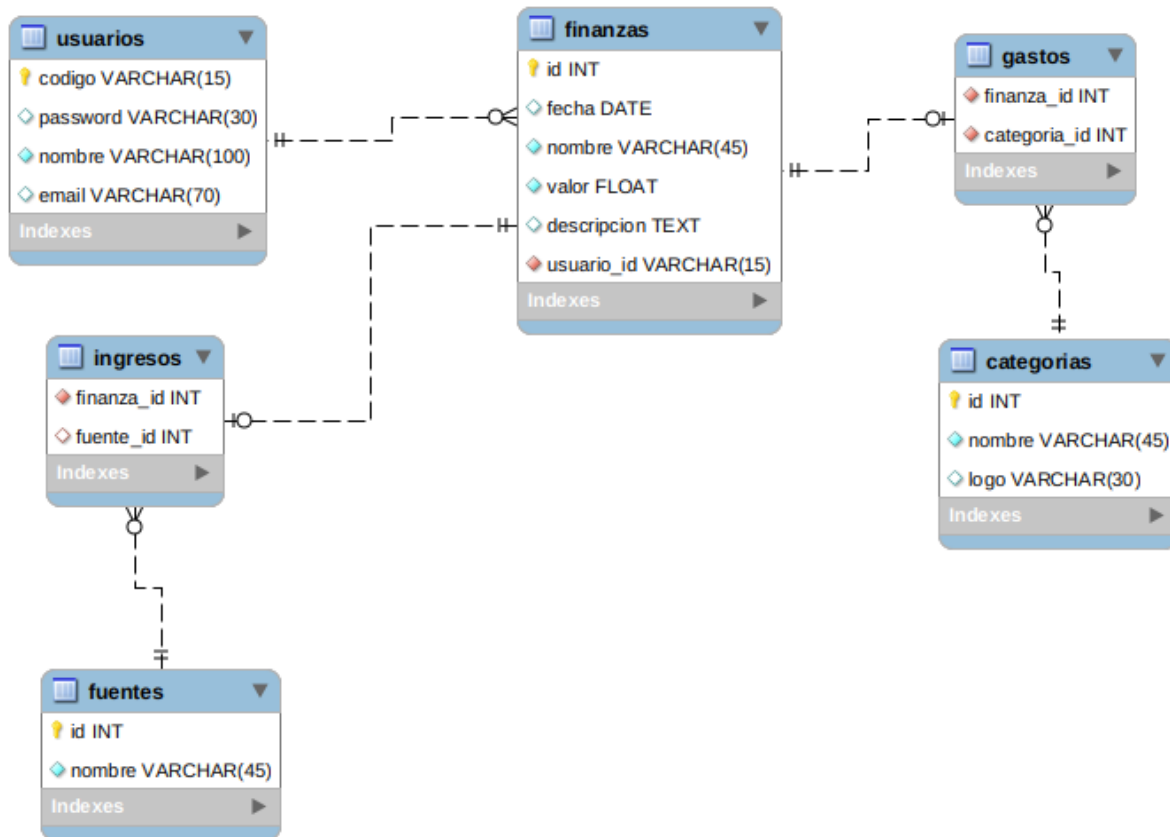 usuarios
codigo VARCHAR(15)
password VARCHAR(30)
nombre VARCHAR(100)
email VARCHAR(70)
Indexes
finanzas
id INT
fecha DATE
nombre VARCHAR(45)
valor FLOAT
descripcion TEXT
usuario_id VARCHAR(15)
Indexes
gastos
finanza_id INT
categoria_id INT
Indexes
ingresos
finanza_id INT
fuente_id INT
Indexes
categorias
id INT
nombre VARCHAR(45)
logo VARCHAR(30)
Indexes
fuentes
id INT
nombre VARCHAR(45)
Indexes